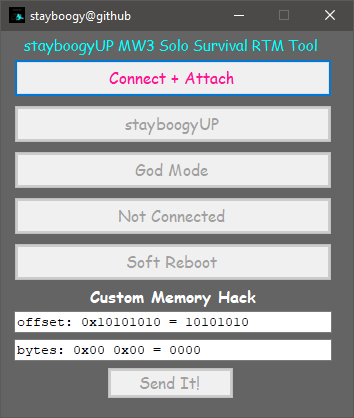 stayboogy@github
stayboogyUP MW3 Solo Survival RTM Tool
Connect + Attach
stayboogyUP
God Mode
Not Connected
Soft Reboot
Custom Memory Hack
offset: 0x10101010 = 10101010
bytes: 0x00 0x00 = 0000
Send It!